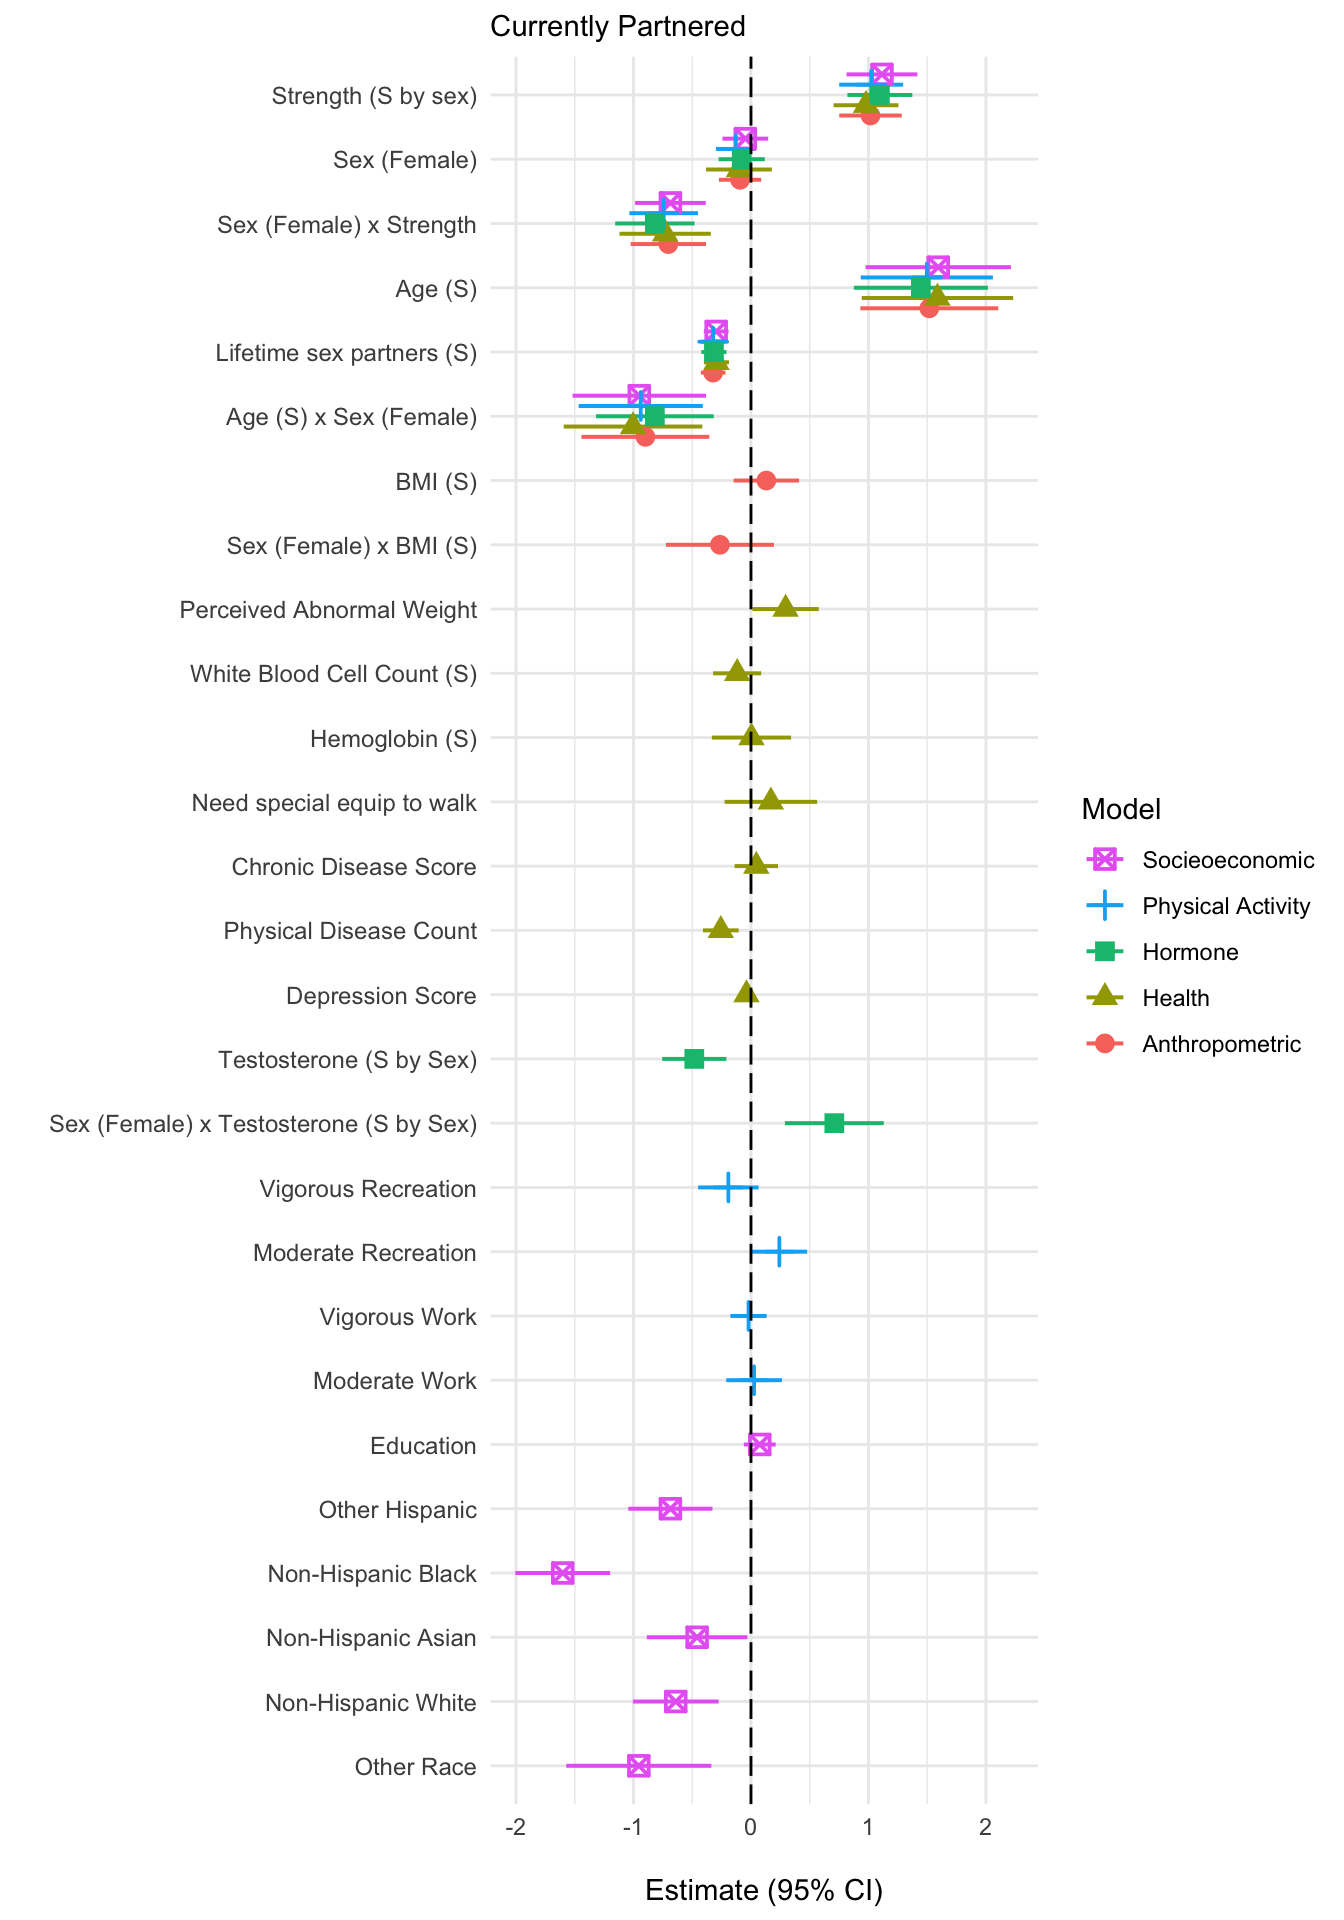 Currently Partnered
Strength (S by sex)
Sex (Female)
Sex (Female) x Strength
Age (S)
Lifetime sex partners (S)
Age (S) x Sex (Female)
BMI (S)
Sex (Female) x BMI (S)
Perceived Abnormal Weight
White Blood Cell Count (S)
Hemoglobin (S)
Need special equip to walk
Chronic Disease Score
Physical Disease Count
Depression Score
Testosterone (S by Sex)
Sex (Female) x Testosterone (S by Sex)
Vigorous Recreation
Moderate Recreation
Vigorous Work
Moderate Work
Education
Other Hispanic
Non-Hispanic Black
Non-Hispanic Asian
Non-Hispanic White
Other Race
-2 -1 0 1 2
Estimate (95% CI)
Model
Socieoeconomic
Physical Activity
Hormone
Health
Anthropometric